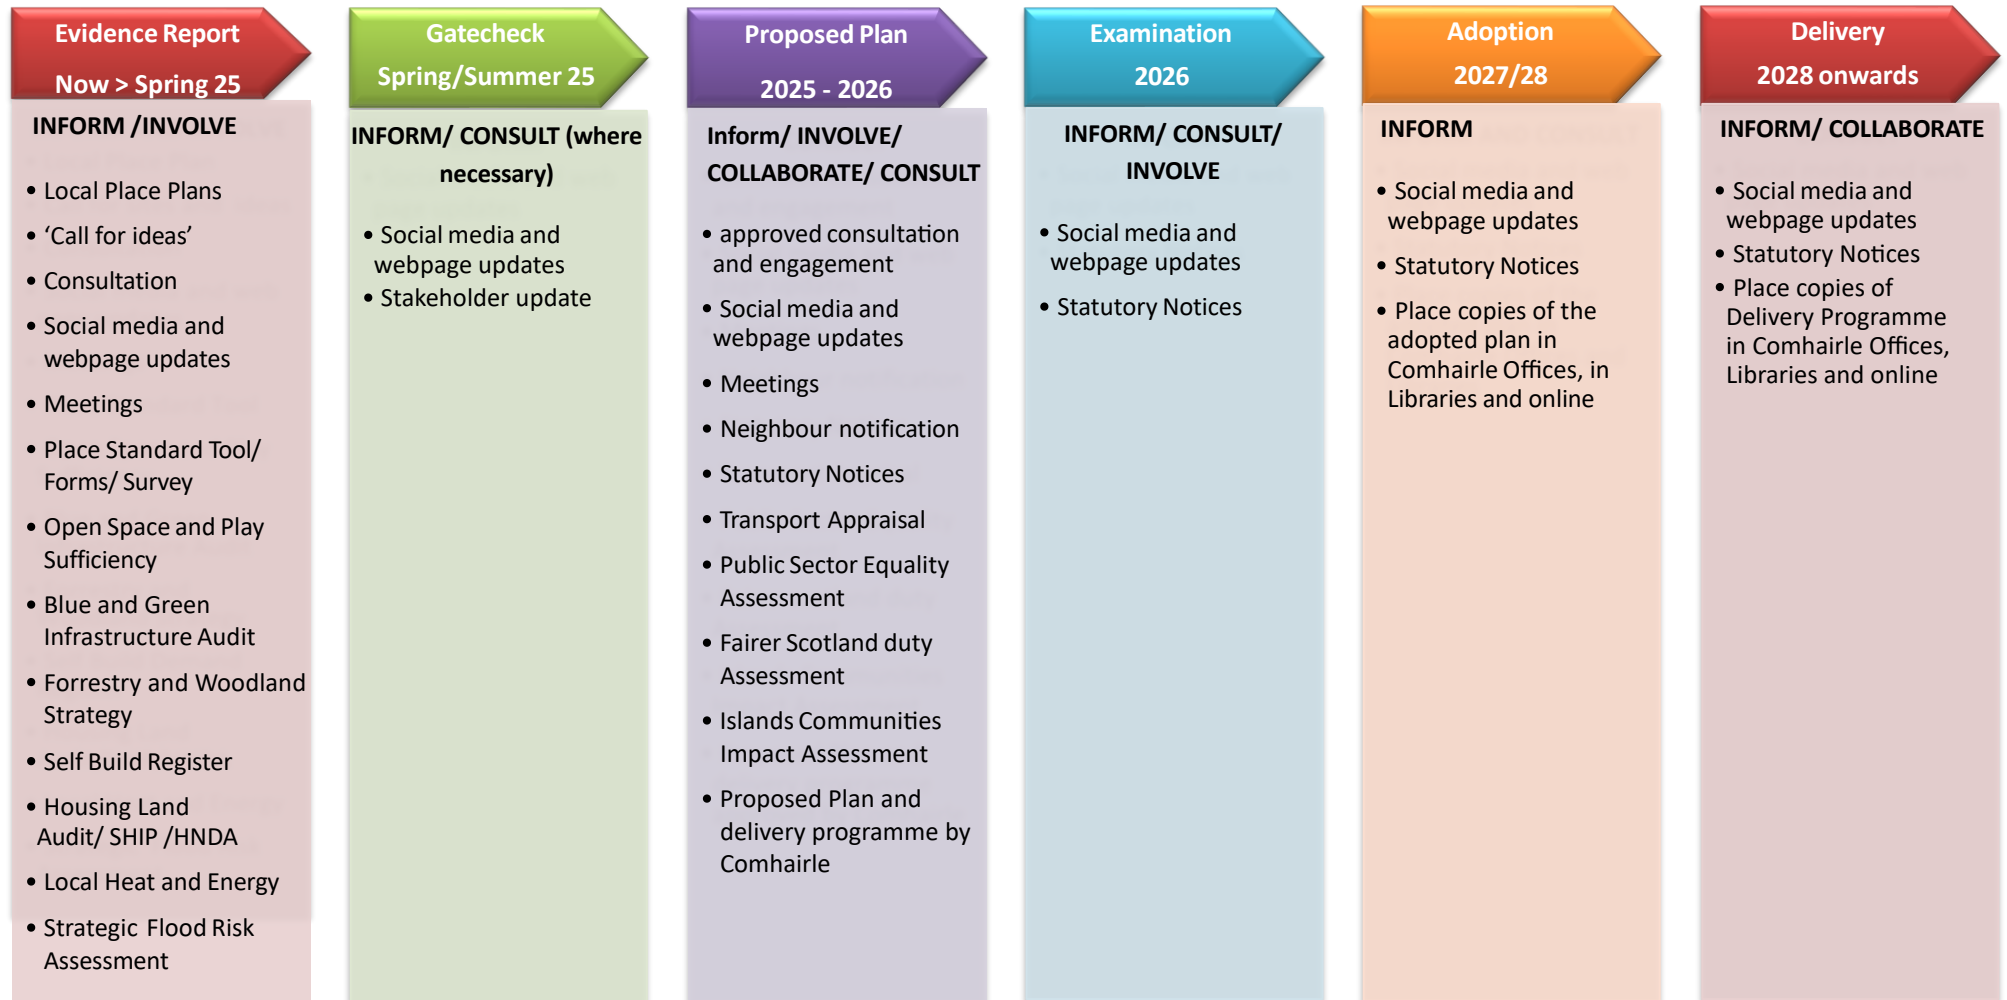 Evidence Report
Now > Spring 25
INFORM /INVOLVE
• Local Place Plans
• ‘Call for ideas’
• Consultation
• Social media and
webpage updates
• Meetings
• Place Standard Tool/
Forms/ Survey
• Open Space and Play
Sufficiency
• Blue and Green
Infrastructure Audit
• Forrestry and Woodland
Strategy
• Self Build Register
• Housing Land
Audit/ SHIP /HNDA
• Local Heat and Energy
• Strategic Flood Risk
Assessment
Gatecheck
Spring/Summer 25
INFORM/ CONSULT (where
necessary)
• Social media and
webpage updates
• Stakeholder update
Proposed Plan
2025 - 2026
Inform/ INVOLVE/
COLLABORATE/ CONSULT
• approved consultation
and engagement
• Social media and
webpage updates
• Meetings
• Neighbour notification
• Statutory Notices
• Transport Appraisal
• Public Sector Equality
Assessment
• Fairer Scotland duty
Assessment
• Islands Communities
Impact Assessment
• Proposed Plan and
delivery programme by
Comhairle
Examination
2026
INFORM/ CONSULT/
INVOLVE
• Social media and
webpage updates
• Statutory Notices
Adoption
2027/28
INFORM
• Social media and
webpage updates
• Statutory Notices
• Place copies of the
adopted plan in
Comhairle Offices, in
Libraries and online
Delivery
2028 onwards
INFORM/ COLLABORATE
• Social media and
webpage updates
• Statutory Notices
• Place copies of
Delivery Programme
in Comhairle Offices,
Libraries and online